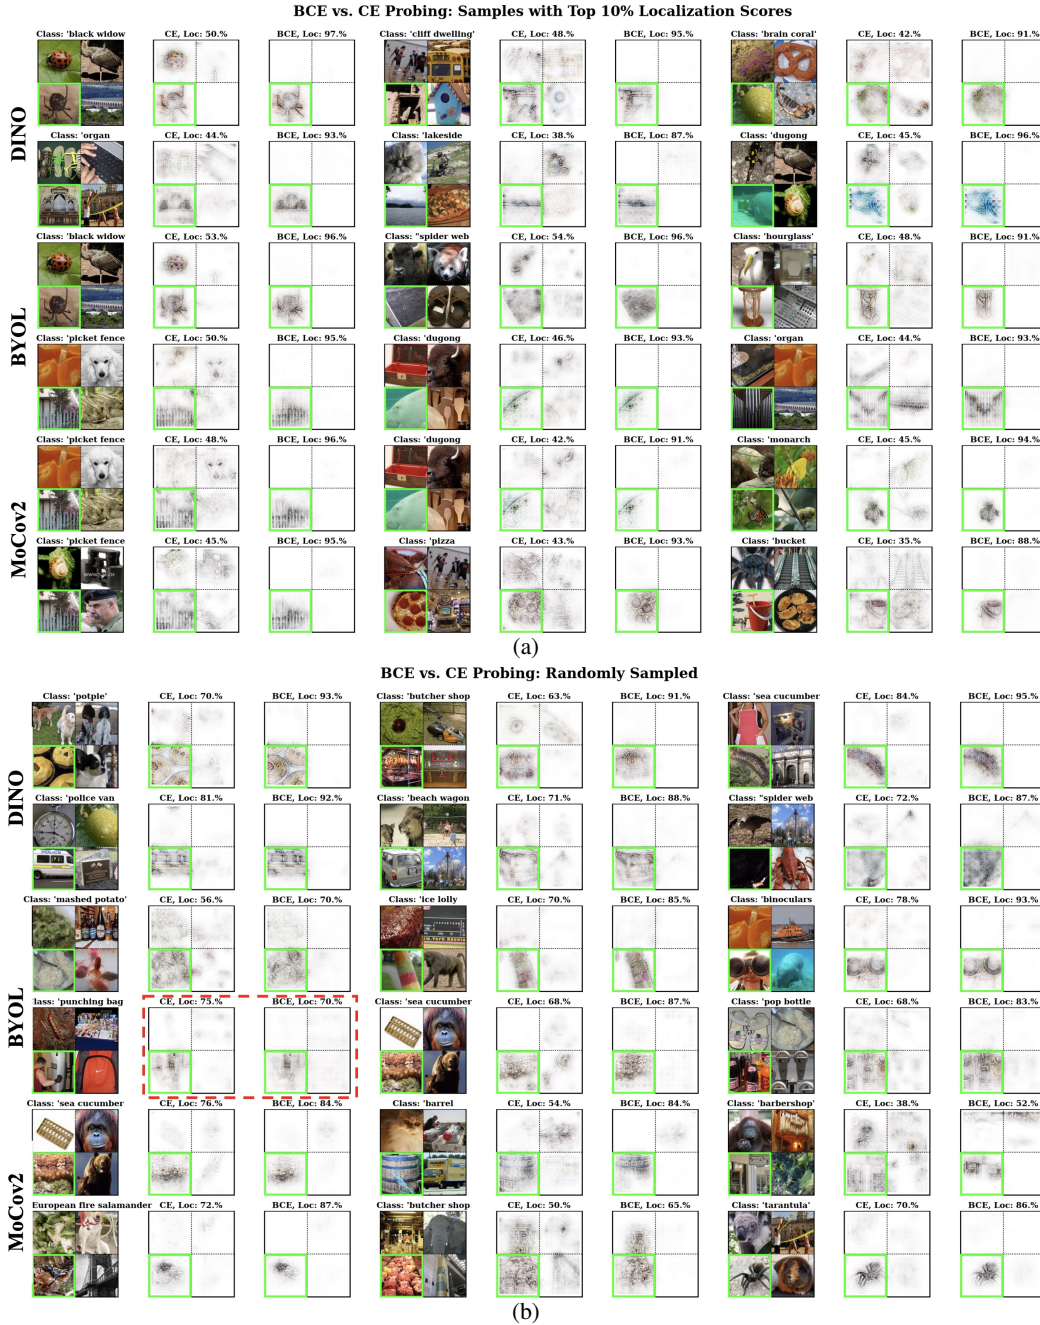 BCE vs. CE Probing: Samples with Top 10% Localization Scores
DINO
Class: 'black widow CE, Loc: 50.% BCE, Loc: 97.% Class: 'cliff dwelling' CE, Loc: 48.% BCE, Loc: 95.% Class: 'brain coral' CE, Loc: 42.% BCE, Loc: 91.%
Class: 'organ CE, Loc: 44.% BCE, Loc: 93.% Class: 'lakeside CE, Loc: 38.% BCE, Loc: 87.% Class: 'dugong CE, Loc: 45.% BCE, Loc: 96.%
BYOL
Class: 'black widow CE, Loc: 53.% BCE, Loc: 96.% Class: "spider web CE, Loc: 54.% BCE, Loc: 96.% Class: 'hourglass' CE, Loc: 48.% BCE, Loc: 91.%
Class: 'picket fence CE, Loc: 50.% BCE, Loc: 95.% Class: 'dugong CE, Loc: 46.% BCE, Loc: 93.% Class: 'organ CE, Loc: 44.% BCE, Loc: 93.%
MoCov2
Class: 'picket fence CE, Loc: 48.% BCE, Loc: 96.% Class: 'dugong CE, Loc: 42.% BCE, Loc: 91.% Class: 'monarch CE, Loc: 45.% BCE, Loc: 94.%
Class: 'picket fence CE, Loc: 45.% BCE, Loc: 95.% Class: 'pizza CE, Loc: 43.% BCE, Loc: 93.% Class: 'bucket CE, Loc: 35.% BCE, Loc: 88.%
(a)
BCE vs. CE Probing: Randomly Sampled
DINO
Class: 'potpie' CE, Loc: 70.% BCE, Loc: 93.% Class: 'butcher shop CE, Loc: 63.% BCE, Loc: 91.% Class: 'sea cucumber CE, Loc: 84.% BCE, Loc: 95.%
Class: 'police van CE, Loc: 81.% BCE, Loc: 92.% Class: 'beach wagon CE, Loc: 71.% BCE, Loc: 88.% Class: "spider web CE, Loc: 72.% BCE, Loc: 87.%
BYOL
Class: 'mashed potato' CE, Loc: 56.% BCE, Loc: 70.% Class: 'ice lolly CE, Loc: 70.% BCE, Loc: 85.% Class: 'binoculars CE, Loc: 78.% BCE, Loc: 93.%
lass: 'punching bag CE, Loc: 75.% BCE, Loc: 70.% Class: 'sea cucumber CE, Loc: 68.% BCE, Loc: 87.% Class: 'pop bottle CE, Loc: 68.% BCE, Loc: 83.%
MoCov2
Class: 'sea cucumber CE, Loc: 76.% BCE, Loc: 84.% Class: 'barrel CE, Loc: 54.% BCE, Loc: 84.% Class: 'barbershop' CE, Loc: 38.% BCE, Loc: 52.%
European fire salamander CE, Loc: 72.% BCE, Loc: 87.% Class: 'butcher shop CE, Loc: 50.% BCE, Loc: 65.% Class: 'tarantula' CE, Loc: 70.% BCE, Loc: 86.%
(b)